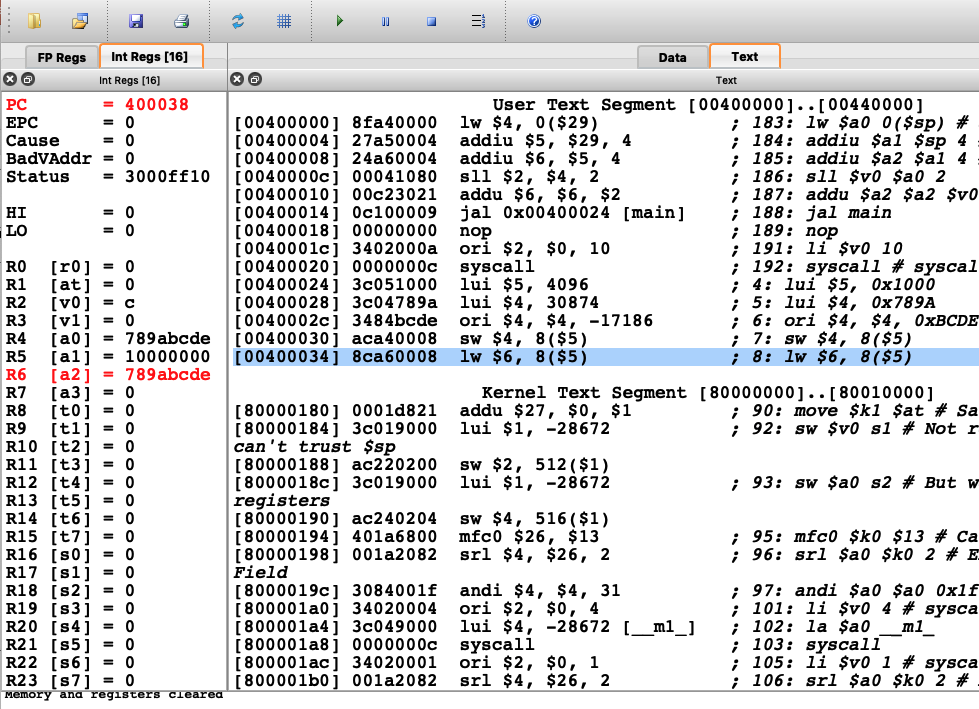 FP Regs
Int Regs [16]
Data
Text
Int Regs [16]
Text
PC = 400038
EPC = 0
Cause = 0
BadVAddr = 0
Status = 3000ff10
HI = 0
LO = 0
R0 [r0] = 0
R1 [at] = 0
R2 [v0] = c
R3 [v1] = 0
R4 [a0] = 789abcde
R5 [a1] = 10000000
R6 [a2] = 789abcde
R7 [a3] = 0
R8 [t0] = 0
R9 [t1] = 0
R10 [t2] = 0
R11 [t3] = 0
R12 [t4] = 0
R13 [t5] = 0
R14 [t6] = 0
R15 [t7] = 0
R16 [s0] = 0
R17 [s1] = 0
R18 [s2] = 0
R19 [s3] = 0
R20 [s4] = 0
R21 [s5] = 0
R22 [s6] = 0
R23 [s7] = 0
User Text Segment [00400000]..[00440000]
[00400000] 8fa40000 lw $4, 0($29) ; 183: lw $a0 0($sp) #
[00400004] 27a50004 addiu $5, $29, 4 ; 184: addiu $a1 $sp 4
[00400008] 24a60004 addiu $6, $5, 4 ; 185: addiu $a2 $a1 4
[0040000c] 00041080 sll $2, $4, 2 ; 186: sll $v0 $a0 2
[00400010] 00c23021 addu $6, $6, $2 ; 187: addu $a2 $a2 $v0
[00400014] 0c100009 jal 0x00400024 [main] ; 188: jal main
[00400018] 00000000 nop ; 189: nop
[0040001c] 3402000a ori $2, $0, 10 ; 191: li $v0 10
[00400020] 0000000c syscall ; 192: syscall # syscal
[00400024] 3c051000 lui $5, 4096 ; 4: lui $5, 0x1000
[00400028] 3c04789a lui $4, 30874 ; 5: lui $4, 0x789A
[0040002c] 3484bcde ori $4, $4, -17186 ; 6: ori $4, $4, 0xBCDE
[00400030] aca40008 sw $4, 8($5) ; 7: sw $4, 8($5)
[00400034] 8ca60008 lw $6, 8($5) ; 8: lw $6, 8($5)
Kernel Text Segment [80000000]..[80010000]
[80000180] 0001d821 addu $27, $0, $1 ; 90: move $k1 $at # Sa
[80000184] 3c019000 lui $1, -28672 ; 92: sw $v0 s1 # Not r
can't trust $sp
[80000188] ac220200 sw $2, 512($1)
[8000018c] 3c019000 lui $1, -28672 ; 93: sw $a0 s2 # But w
registers
[80000190] ac240204 sw $4, 516($1)
[80000194] 401a6800 mfc0 $26, $13 ; 95: mfc0 $k0 $13 # Ca
[80000198] 001a2082 srl $4, $26, 2 ; 96: srl $a0 $k0 2 # E
Field
[8000019c] 3084001f andi $4, $4, 31 ; 97: andi $a0 $a0 0x1f
[800001a0] 34020004 ori $2, $0, 4 ; 101: li $v0 4 # sysca
[800001a4] 3c049000 lui $4, -28672 [__m1_] ; 102: la $a0 __m1_
[800001a8] 0000000c syscall ; 103: syscall
[800001ac] 34020001 ori $2, $0, 1 ; 105: li $v0 1 # sysca
[800001b0] 001a2082 srl $4, $26, 2 ; 106: srl $a0 $k0 2 #
Memory and registers cleared